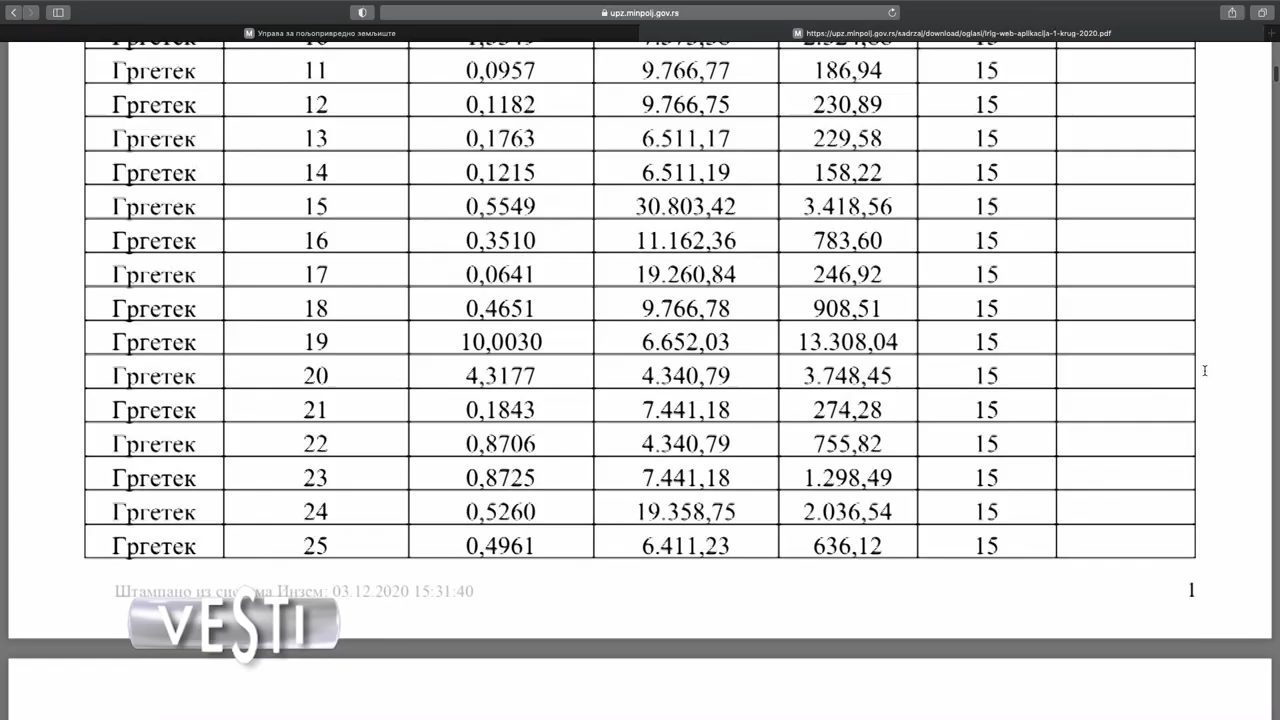 upz.minpolj.gov.rs
Управа за пољопривредно земљиште
https://upz.minpolj.gov.rs/sadrzaj/download/oglasi/irig-web-aplikacija-1-krug-2020.pdf
Гргетек 11 0,0957 9.766,77 186,94 15
Гргетек 12 0,1182 9.766,75 230,89 15
Гргетек 13 0,1763 6.511,17 229,58 15
Гргетек 14 0,1215 6.511,19 158,22 15
Гргетек 15 0,5549 30.803,42 3.418,56 15
Гргетек 16 0,3510 11.162,36 783,60 15
Гргетек 17 0,0641 19.260,84 246,92 15
Гргетек 18 0,4651 9.766,78 908,51 15
Гргетек 19 10,0030 6.652,03 13.308,04 15
Гргетек 20 4,3177 4.340,79 3.748,45 15
Гргетек 21 0,1843 7.441,18 274,28 15
Гргетек 22 0,8706 4.340,79 755,82 15
Гргетек 23 0,8725 7.441,18 1.298,49 15
Гргетек 24 0,5260 19.358,75 2.036,54 15
Гргетек 25 0,4961 6.411,23 636,12 15
Штампано из система Инзем: 03.12.2020 15:31:40
1
VESTI